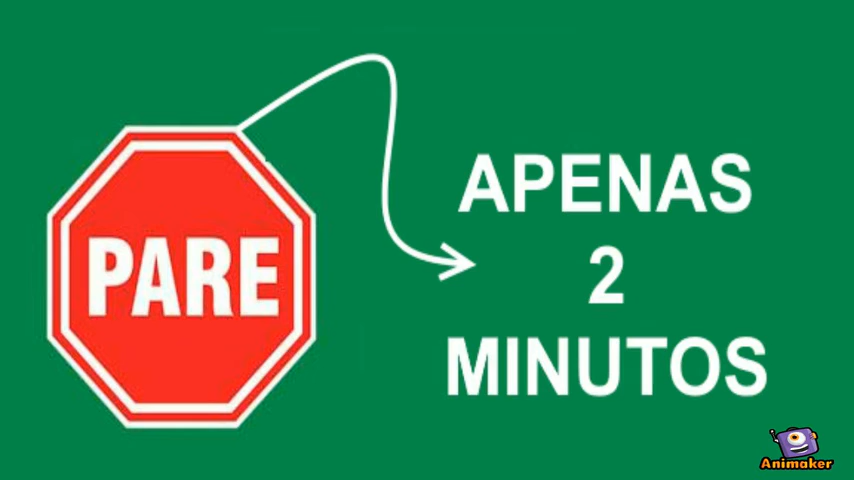 PARE
APENAS
2
MINUTOS
Animaker